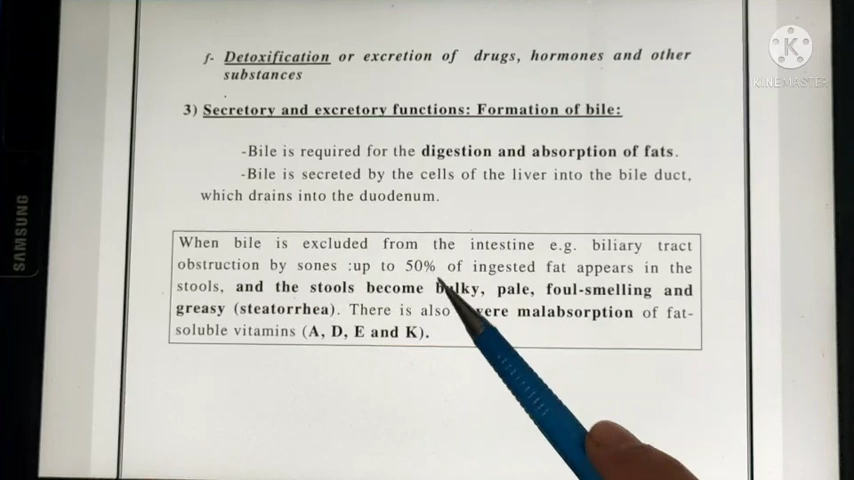 f- Detoxification or excretion of drugs, hormones and other
substances
3) Secretory and excretory functions: Formation of bile:
-Bile is required for the digestion and absorption of fats.
-Bile is secreted by the cells of the liver into the bile duct,
which drains into the duodenum.
When bile is excluded from the intestine e.g. biliary tract
obstruction by sones :up to 50% of ingested fat appears in the
stools, and the stools become bulky, pale, foul-smelling and
greasy (steatorrhea). There is also malabsorption of fat-
soluble vitamins (A, D, E and K).
SAMSUNG
K
KINEMASTER